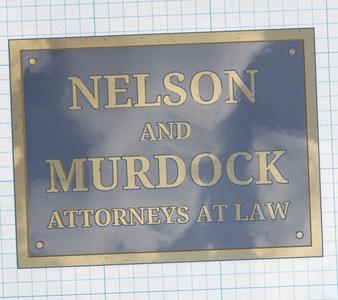 NELSON
AND
MURDOCK
ATTORNEYS AT LAW